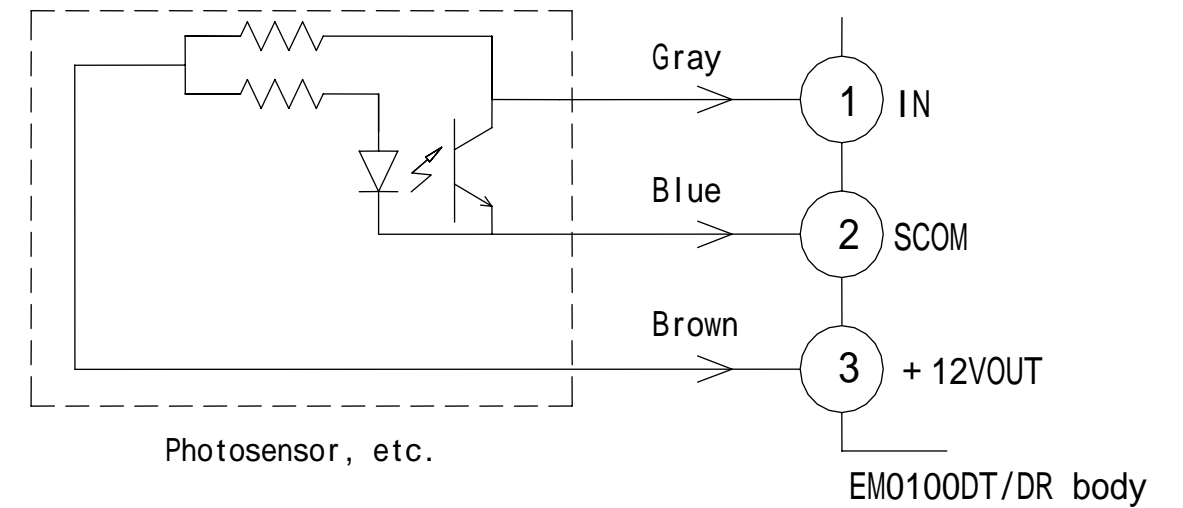 Gray
1 IN
Blue
2 SCOM
Brown
3 + 12VOUT
Photosensor, etc.
EM0100DT/DR body